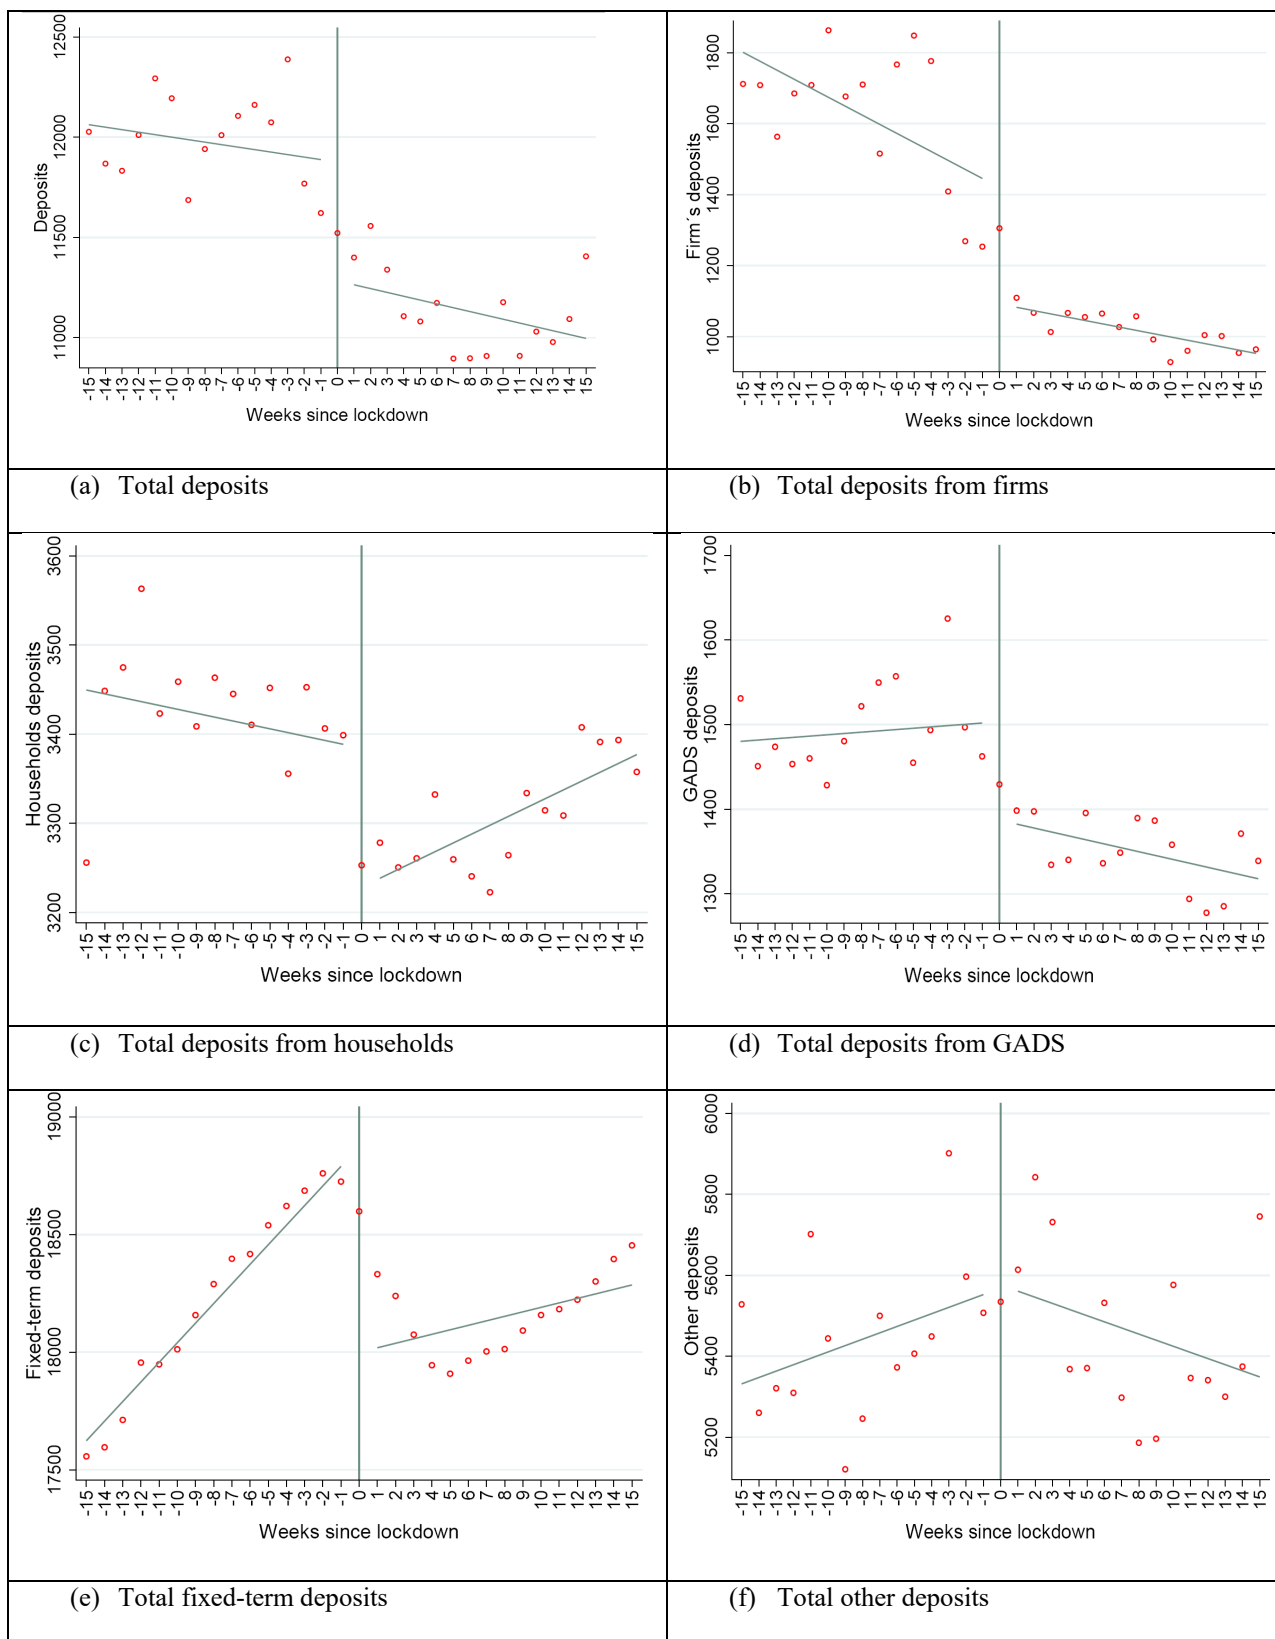 12500
12000
11500
11000
Deposits
-15 -14 -13 -12 -11 -10 -9 -8 -7 -6 -5 -4 -3 -2 -1 0 1 2 3 4 5 6 7 8 9 10 11 12 13 14 15
Weeks since lockdown
1800
1600
1400
1200
1000
Firm´s deposits
-15 -14 -13 -12 -11 -10 -9 -8 -7 -6 -5 -4 -3 -2 -1 0 1 2 3 4 5 6 7 8 9 10 11 12 13 14 15
Weeks since lockdown
(a) Total deposits
(b) Total deposits from firms
3600
3500
3400
3300
3200
Households deposits
-15 -14 -13 -12 -11 -10 -9 -8 -7 -6 -5 -4 -3 -2 -1 0 1 2 3 4 5 6 7 8 9 10 11 12 13 14 15
Weeks since lockdown
1700
1600
1500
1400
1300
GADS deposits
-15 -14 -13 -12 -11 -10 -9 -8 -7 -6 -5 -4 -3 -2 -1 0 1 2 3 4 5 6 7 8 9 10 11 12 13 14 15
Weeks since lockdown
(c) Total deposits from households
(d) Total deposits from GADS
19000
18500
18000
17500
Fixed-term deposits
-15 -14 -13 -12 -11 -10 -9 -8 -7 -6 -5 -4 -3 -2 -1 0 1 2 3 4 5 6 7 8 9 10 11 12 13 14 15
Weeks since lockdown
6000
5800
5600
5400
5200
Other deposits
-15 -14 -13 -12 -11 -10 -9 -8 -7 -6 -5 -4 -3 -2 -1 0 1 2 3 4 5 6 7 8 9 10 11 12 13 14 15
Weeks since lockdown
(e) Total fixed-term deposits
(f) Total other deposits